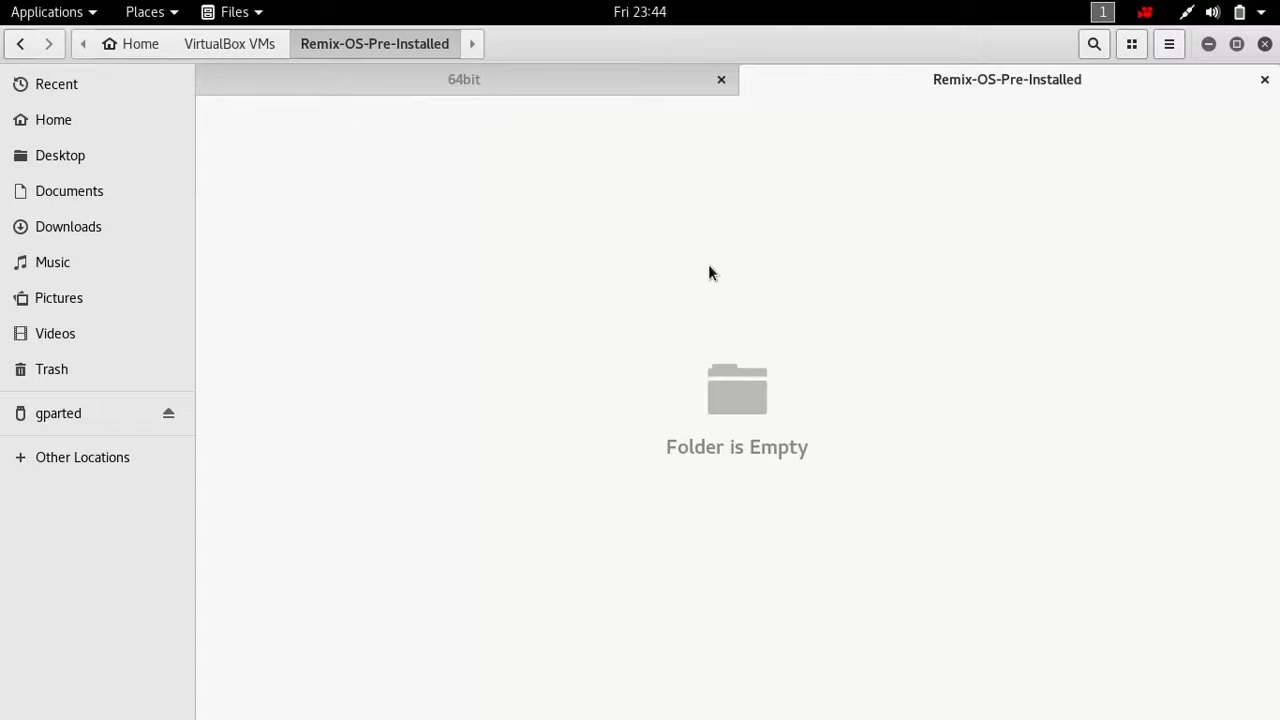 Applications Places Files Fri 23:44 1
Home VirtualBox VMs Remix-OS-Pre-Installed
64bit Remix-OS-Pre-Installed
Recent
Home
Desktop
Documents
Downloads
Music
Pictures
Videos
Trash
gparted
Other Locations
Folder is Empty